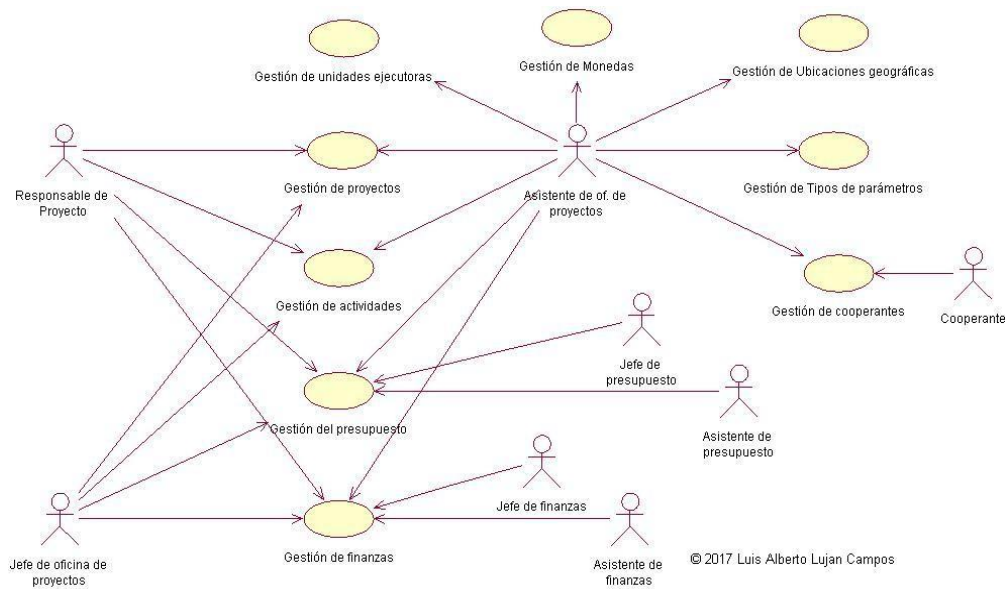 Gestión de unidades ejecutoras
Gestión de Monedas
Gestión de Ubicaciones geográficas
Responsable de
Proyecto
Gestión de proyectos
Asistente de of. de
proyectos
Gestión de Tipos de parámetros
Gestión de actividades
Gestión de cooperantes
Cooperante
Jefe de
presupuesto
Gestión del presupuesto
Asistente de
presupuesto
Jefe de finanzas
Jefe de oficina de
proyectos
Gestión de finanzas
Asistente de
finanzas
© 2017 Luis Alberto Lujan Campos